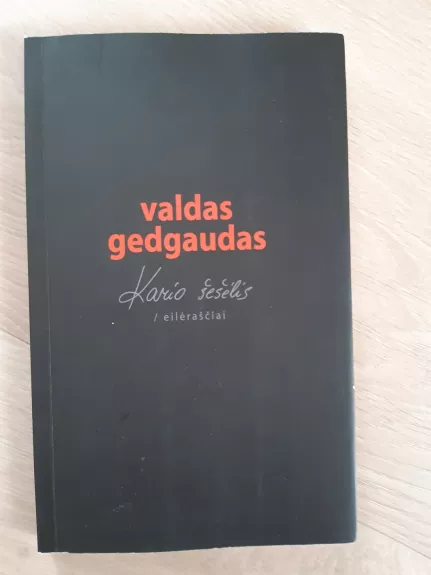 valdas
gedgaudas
Kario šešėlis
/ eilėraščiai